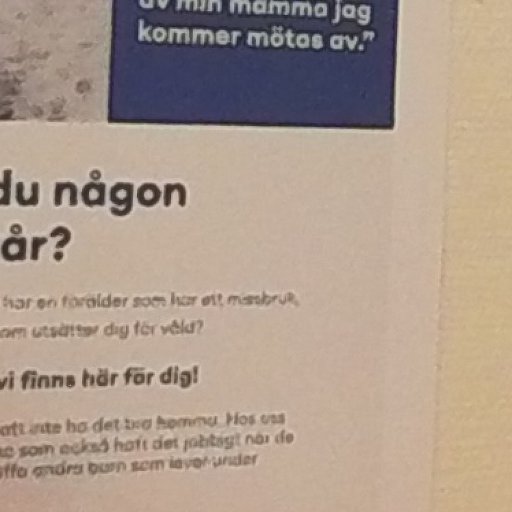 av min mamma jag
kommer mötas av.”
du någon
år?
har en förälder som har ett missbruk,
om utsätter dig för våld?
vi finns här för dig!
att inte ha det bra hemma. Hos oss
som också haft det jobbigt när de
andra barn som lever under